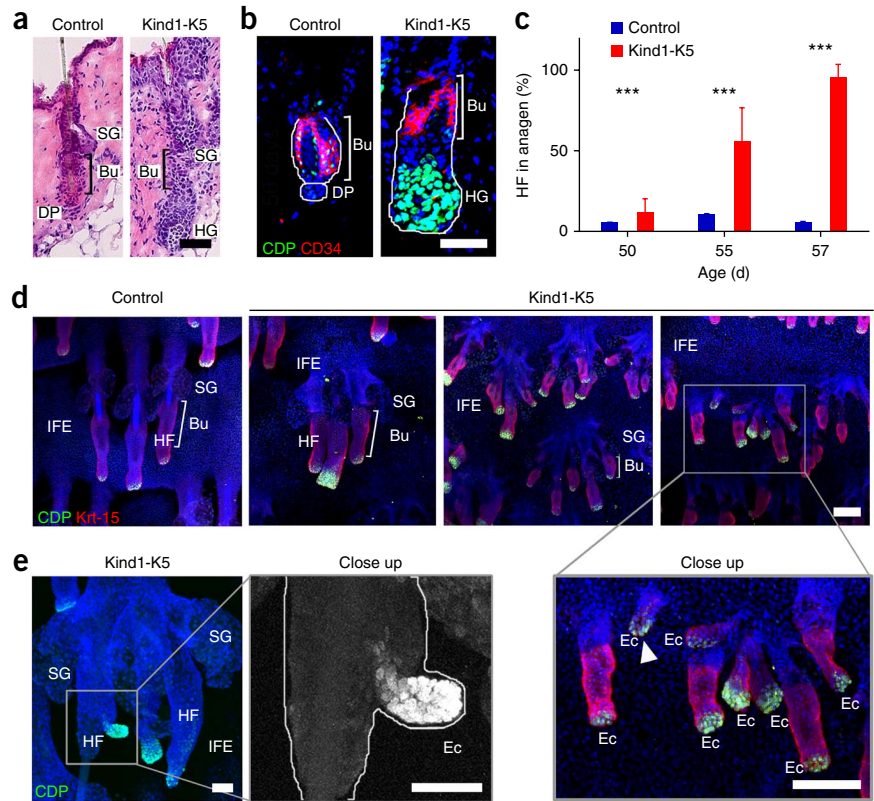 a
Control
Kind1-K5
SG
Bu
DP
SG
Bu
HG
b
Control
Kind1-K5
Bu
DP
Bu
HG
CDP CD34
c
Control
Kind1-K5
HF in anagen (%)
100
50
0
***
***
***
50 55 57
Age (d)
d
Control
Kind1-K5
IFE
SG
Bu
HF
CDP Krt-15
IFE
SG
HF
Bu
IFE
SG
Bu
IFE
e
Kind1-K5
Close up
Close up
SG
SG
HF
HF
IFE
CDP
Ec
Ec
Ec
Ec
Ec
Ec
Ec
Ec